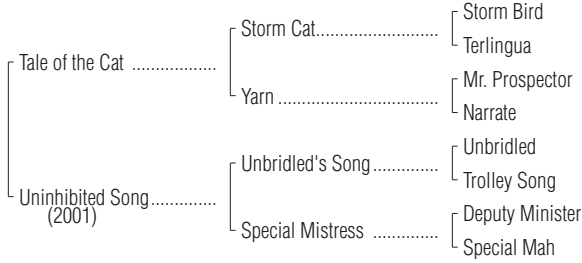 Storm Bird
Storm Cat........................
Terlingua
Tale of the Cat .................
Mr. Prospector
Yarn ................................
Narrate
Unbridled
Unbridled's Song.............
Trolley Song
Uninhibited Song.............
(2001)
Deputy Minister
Special Mistress .............
Special Mah